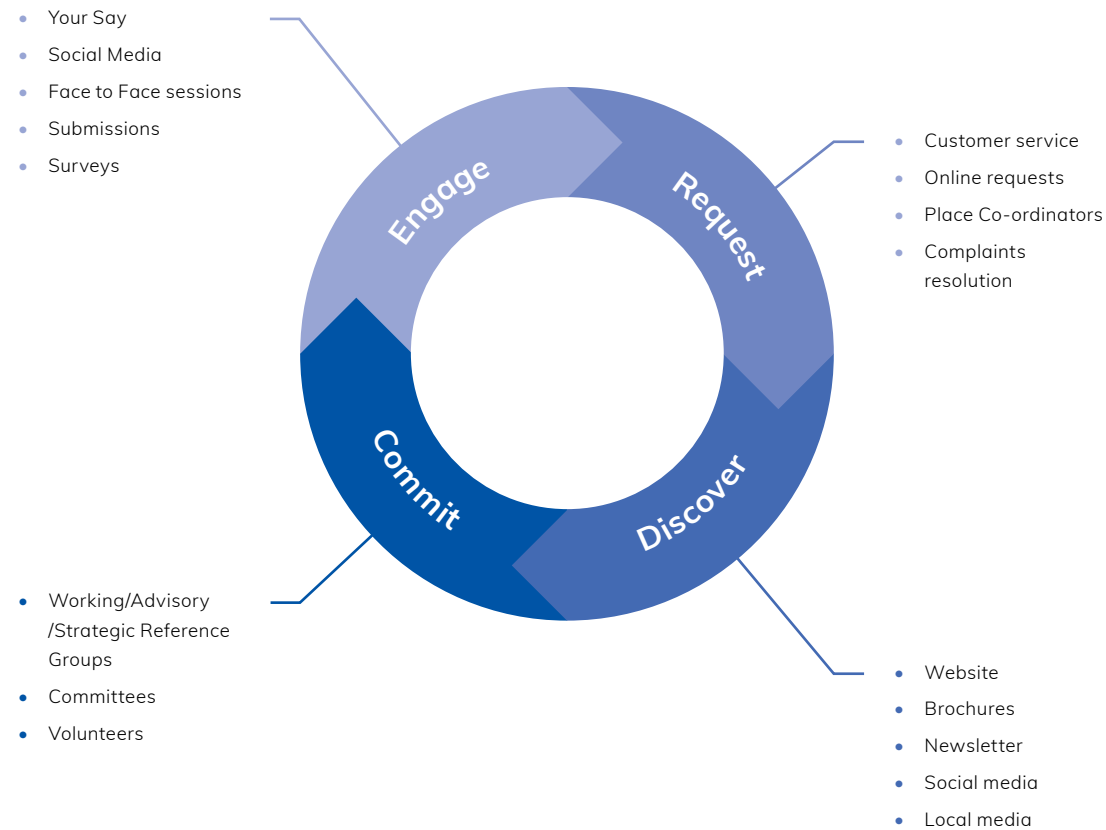 Your Say
Social Media
Face to Face sessions
Submissions
Surveys
Engage
Request
Customer service
Online requests
Place Co-ordinators
Complaints
resolution
Commit
Discover
Working/Advisory
/Strategic Reference
Groups
Committees
Volunteers
Website
Brochures
Newsletter
Social media
Local media